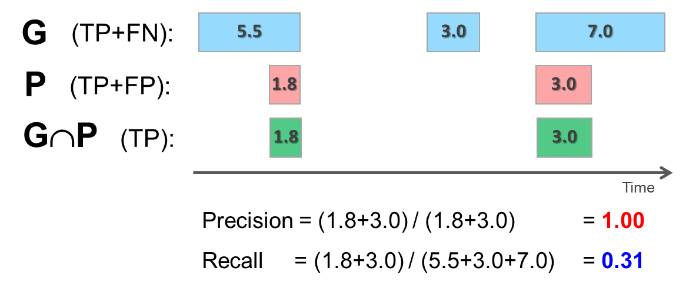 G (TP+FN): 5.5 3.0 7.0
P (TP+FP): 1.8 3.0
G∩P (TP): 1.8 3.0
Time
Precision = (1.8+3.0) / (1.8+3.0) = 1.00
Recall = (1.8+3.0) / (5.5+3.0+7.0) = 0.31